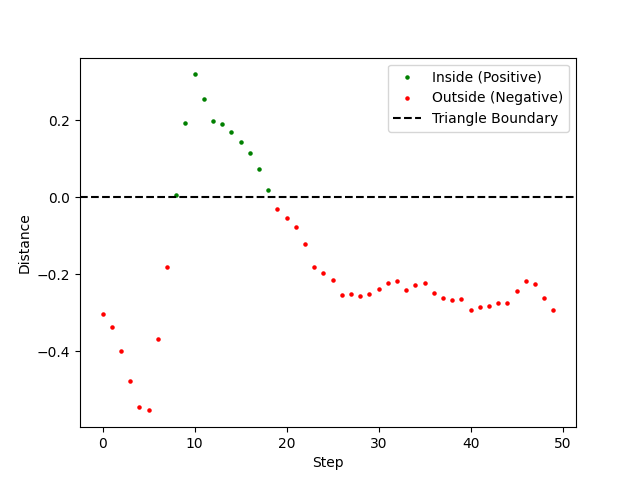 Inside (Positive)
Outside (Negative)
Triangle Boundary
0.2
0.0
−0.2
−0.4
Distance
0
10
20
30
40
50
Step